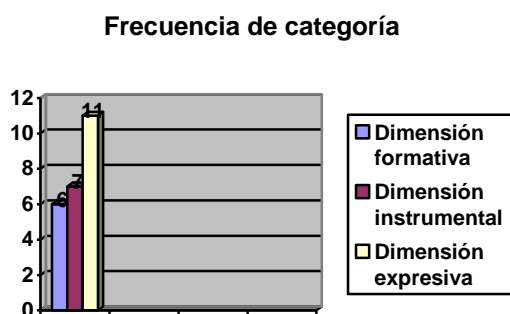 Frecuencia de categoría
12
10
8
6
4
2
0
6
7
11
Dimensión
formativa
Dimensión
instrumental
Dimensión
expresiva